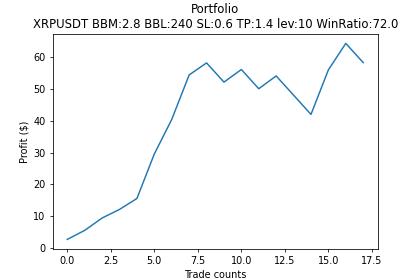 Portfolio
XRPUSDT BBM:2.8 BBL:240 SL:0.6 TP:1.4 lev:10 WinRatio:72.0
60
50
40
30
20
10
0
Profit ($)
0.0 2.5 5.0 7.5 10.0 12.5 15.0 17.5
Trade counts